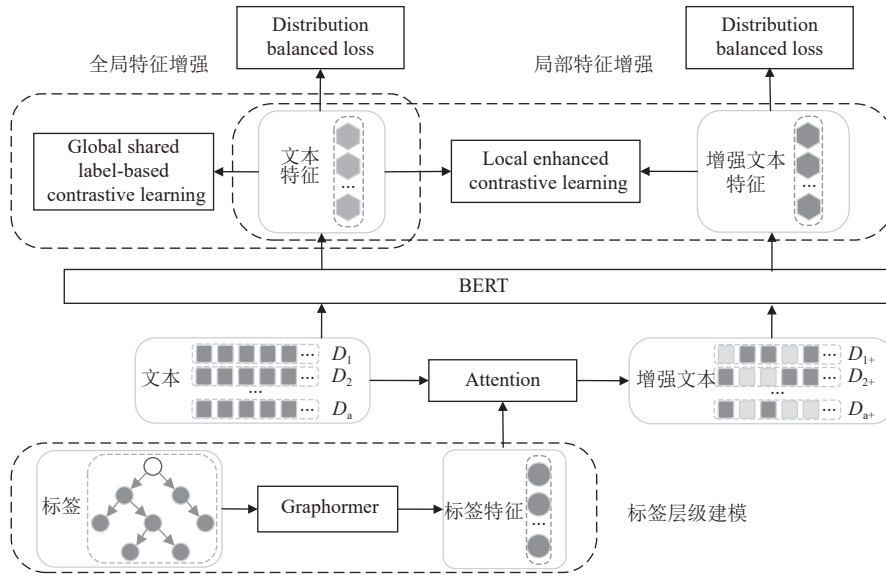 Distribution
balanced loss
Distribution
balanced loss
全局特征增强
局部特征增强
Global shared
label-based
contrastive learning
文本
特征
...
Local enhanced
contrastive learning
增强文本
特征
...
BERT
文本
... D₁
... D₂
...
... Dₐ
Attention
增强文本
... D₁₊
... D₂₊
...
... Dₐ₊
标签
Graphormer
标签特征
...
标签层级建模